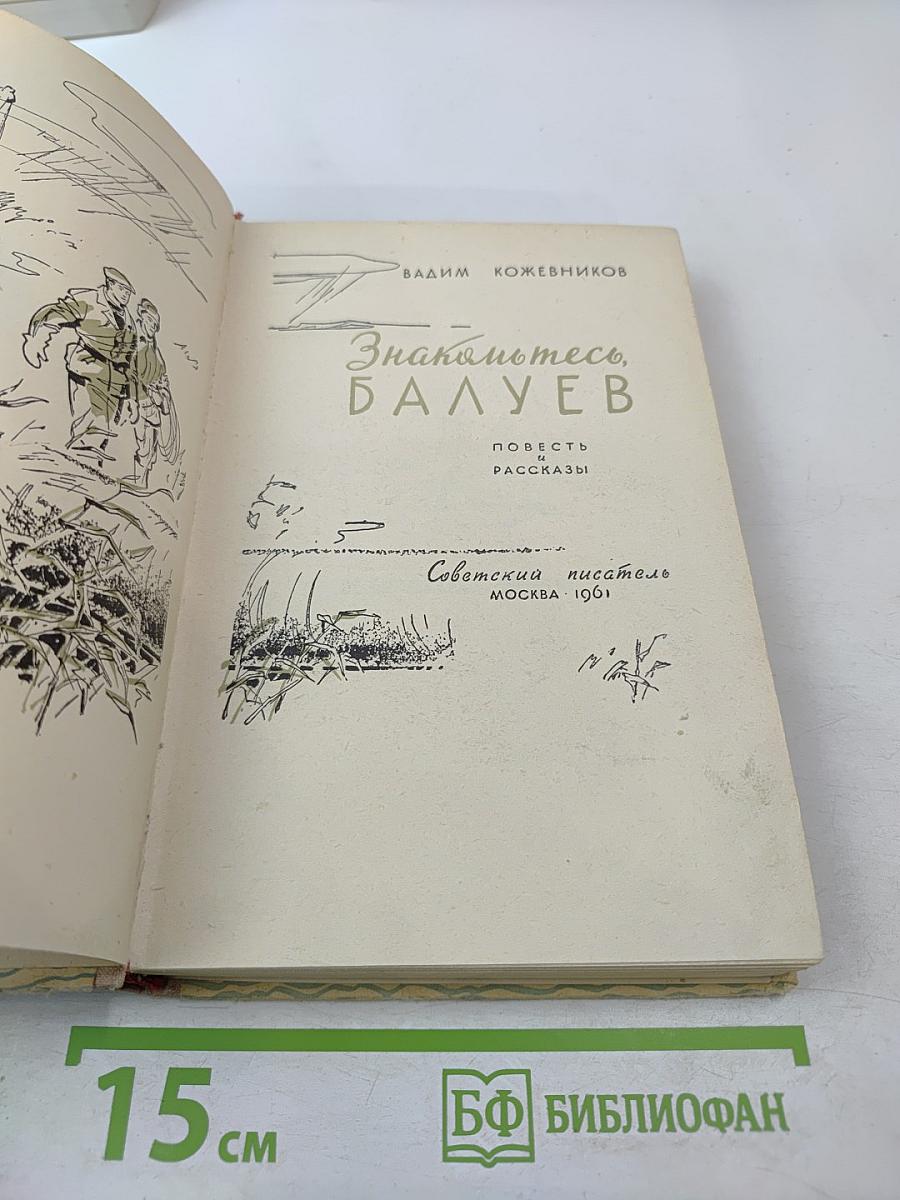 ВАДИМ КОЖЕВНИКОВ
Знакомьтесь,
БАЛУЕВ
ПОВЕСТЬ
и
РАССКАЗЫ
Советский писатель
МОСКВА · 1961
15 см
БФ БИБЛИОФАН